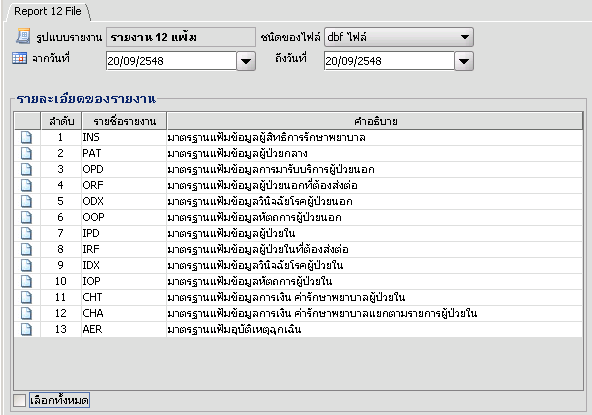 Report 12 File
รูปแบบรายงาน รายงาน 12 แฟ้ม ชนิดของไฟล์ dbf ไฟล์
จากวันที่ 20/09/2548 ถึงวันที่ 20/09/2548
รายละเอียดของรายงาน
ลำดับ รายชื่อรายงาน คำอธิบาย
1 INS มาตรฐานแฟ้มข้อมูลผู้สิทธิการรักษาพยาบาล
2 PAT มาตรฐานแฟ้มข้อมูลผู้ป่วยกลาง
3 OPD มาตรฐานแฟ้มข้อมูลการมารับบริการผู้ป่วยนอก
4 ORF มาตรฐานแฟ้มข้อมูลผู้ป่วยนอกที่ต้องส่งต่อ
5 ODX มาตรฐานแฟ้มข้อมูลวินิจฉัยโรคผู้ป่วยนอก
6 OOP มาตรฐานแฟ้มข้อมูลหัตถการผู้ป่วยนอก
7 IPD มาตรฐานแฟ้มข้อมูลผู้ป่วยใน
8 IRF มาตรฐานแฟ้มข้อมูลผู้ป่วยในที่ต้องส่งต่อ
9 IDX มาตรฐานแฟ้มข้อมูลวินิจฉัยโรคผู้ป่วยใน
10 IOP มาตรฐานแฟ้มข้อมูลหัตถการผู้ป่วยใน
11 CHT มาตรฐานแฟ้มข้อมูลการเงิน ค่ารักษาพยาบาลผู้ป่วยใน
12 CHA มาตรฐานแฟ้มข้อมูลการเงิน ค่ารักษาพยาบาลแยกตามรายการผู้ป่วยใน
13 AER มาตรฐานแฟ้มอุบัติเหตุฉุกเฉิน
เลือกทั้งหมด